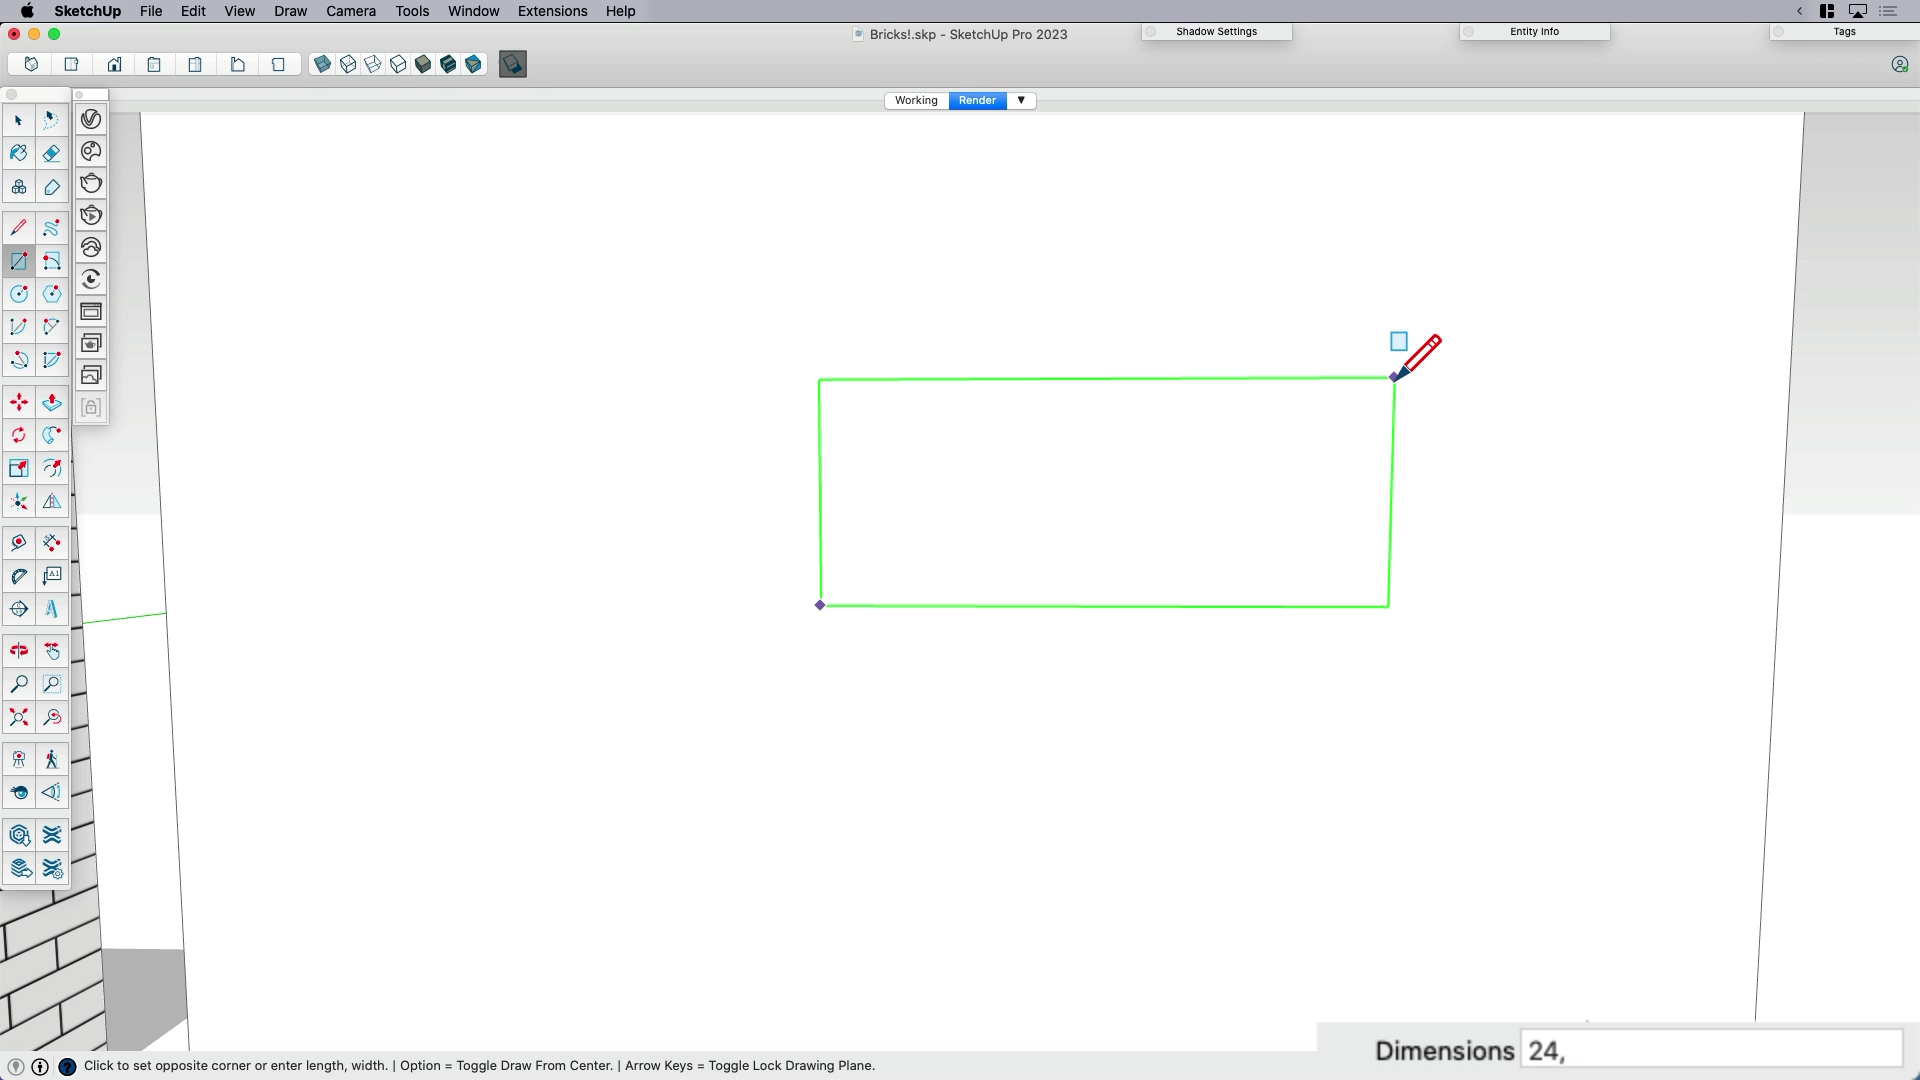 SketchUp File Edit View Draw Camera Tools Window Extensions Help
Bricks!.skp - SketchUp Pro 2023
Shadow Settings
Entity Info
Tags
Working Render ▼
A1
Click to set opposite corner or enter length, width. | Option = Toggle Draw From Center. | Arrow Keys = Toggle Lock Drawing Plane.
Dimensions 24,